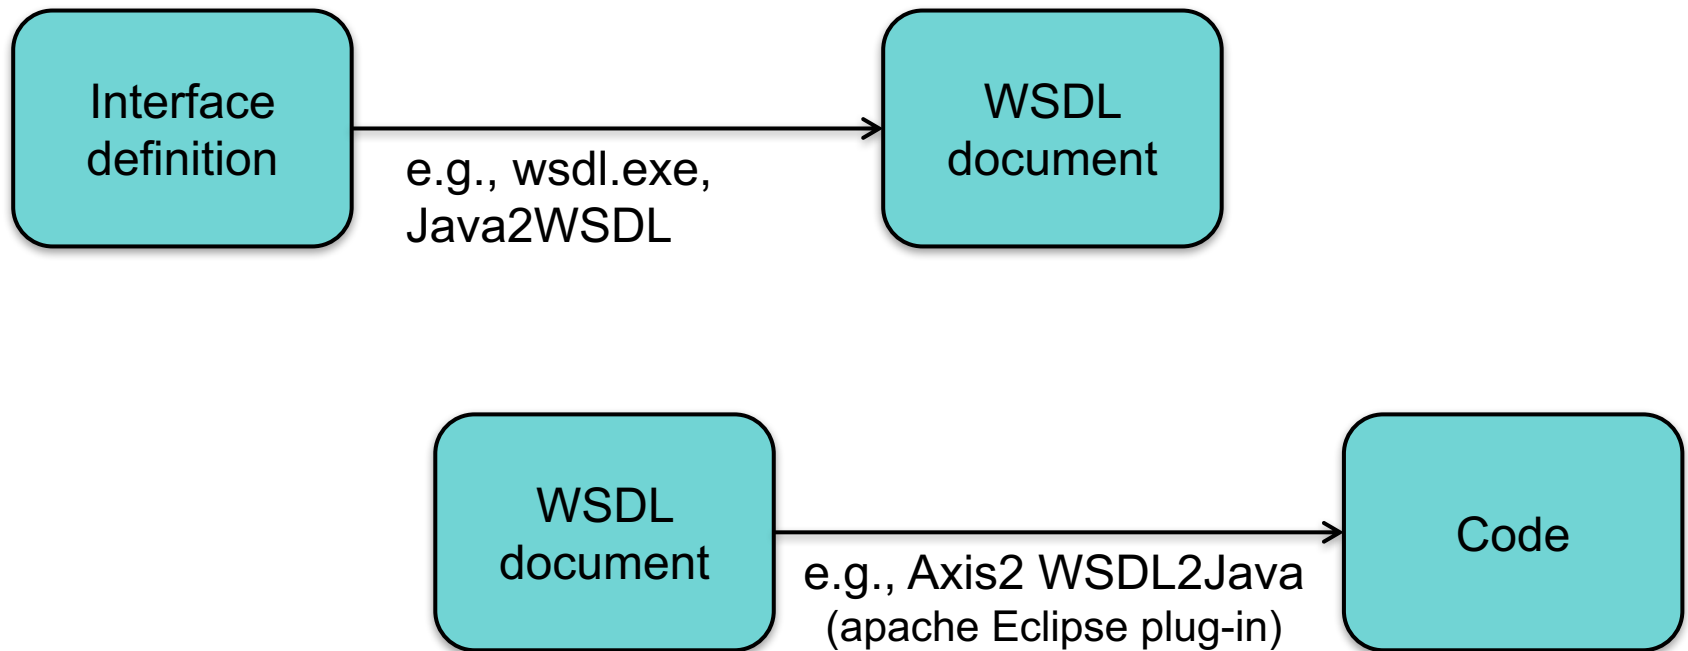 Interface
definition
e.g., wsdl.exe,
Java2WSDL
WSDL
document
WSDL
document
e.g., Axis2 WSDL2Java
(apache Eclipse plug-in)
Code